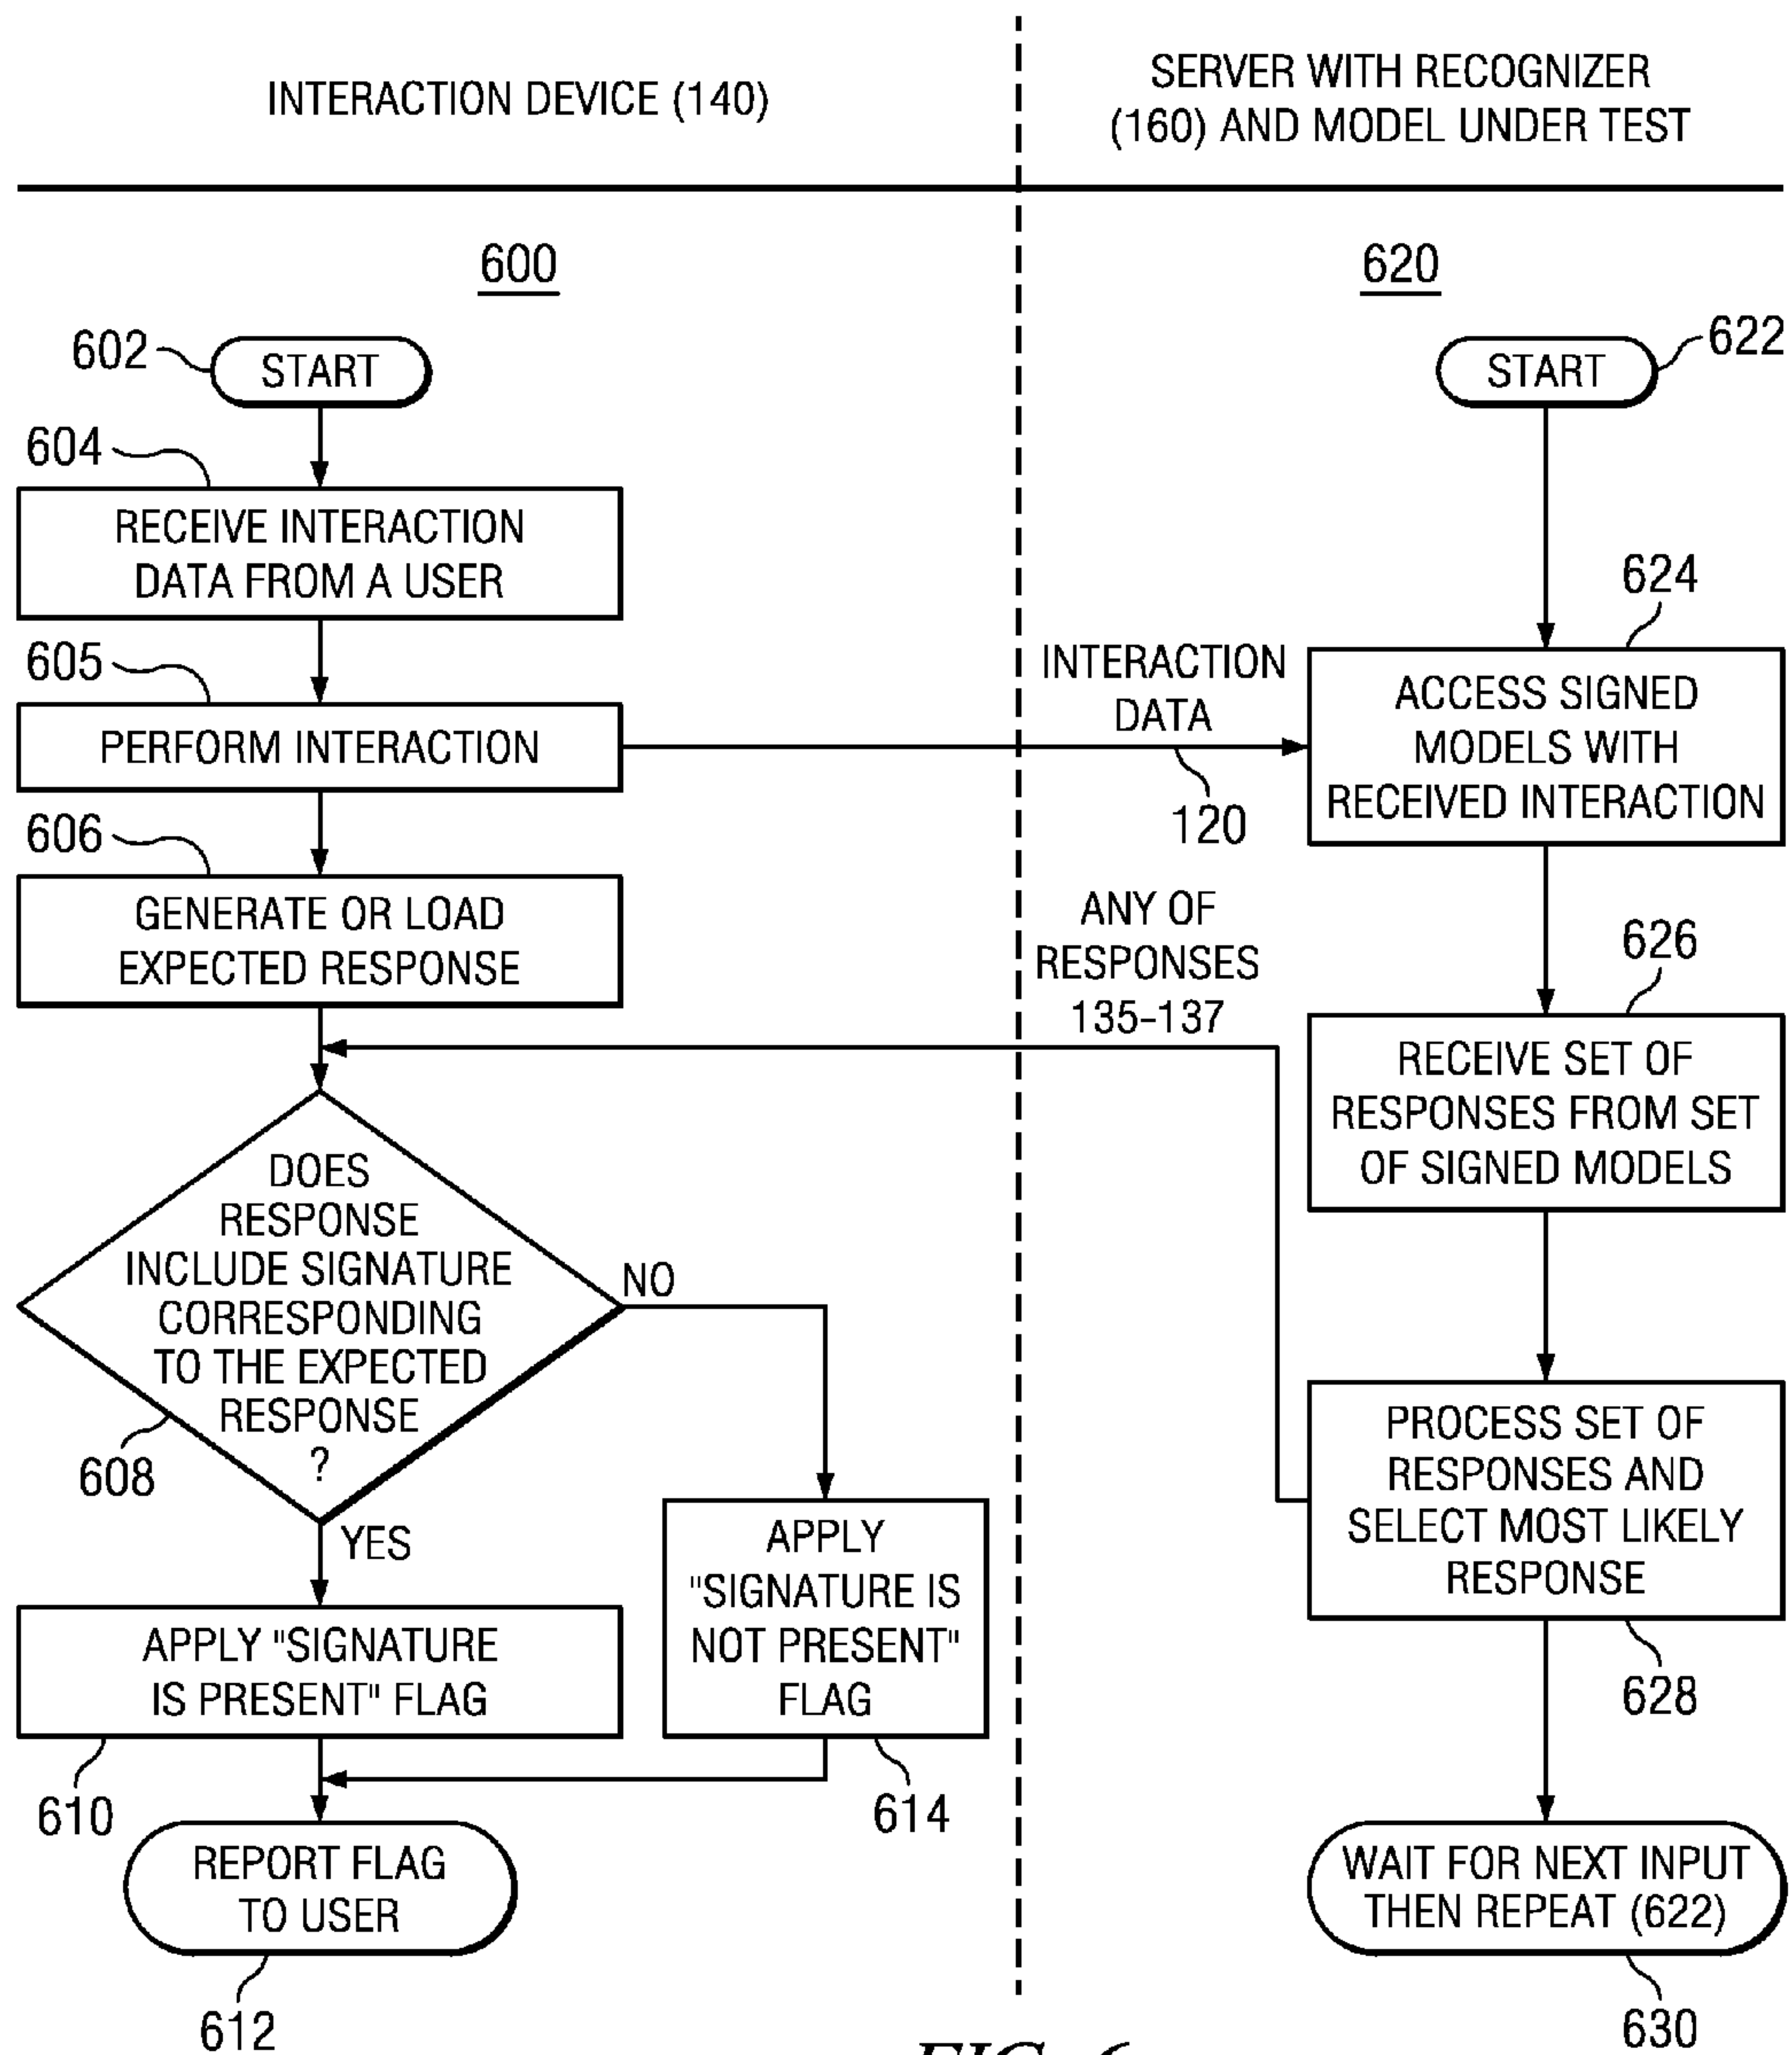 INTERACTION DEVICE (140)
SERVER WITH RECOGNIZER
(160) AND MODEL UNDER TEST
600
602
START
604
RECEIVE INTERACTION
DATA FROM A USER
605
PERFORM INTERACTION
606
GENERATE OR LOAD
EXPECTED RESPONSE
DOES
RESPONSE
INCLUDE SIGNATURE
CORRESPONDING
TO THE EXPECTED
RESPONSE
?
608
NO
YES
APPLY "SIGNATURE
IS PRESENT" FLAG
610
APPLY
"SIGNATURE IS
NOT PRESENT"
FLAG
614
REPORT FLAG
TO USER
612
620
622
START
INTERACTION
DATA
120
624
ACCESS SIGNED
MODELS WITH
RECEIVED INTERACTION
ANY OF
RESPONSES
135-137
626
RECEIVE SET OF
RESPONSES FROM SET
OF SIGNED MODELS
PROCESS SET OF
RESPONSES AND
SELECT MOST LIKELY
RESPONSE
628
WAIT FOR NEXT INPUT
THEN REPEAT (622)
630